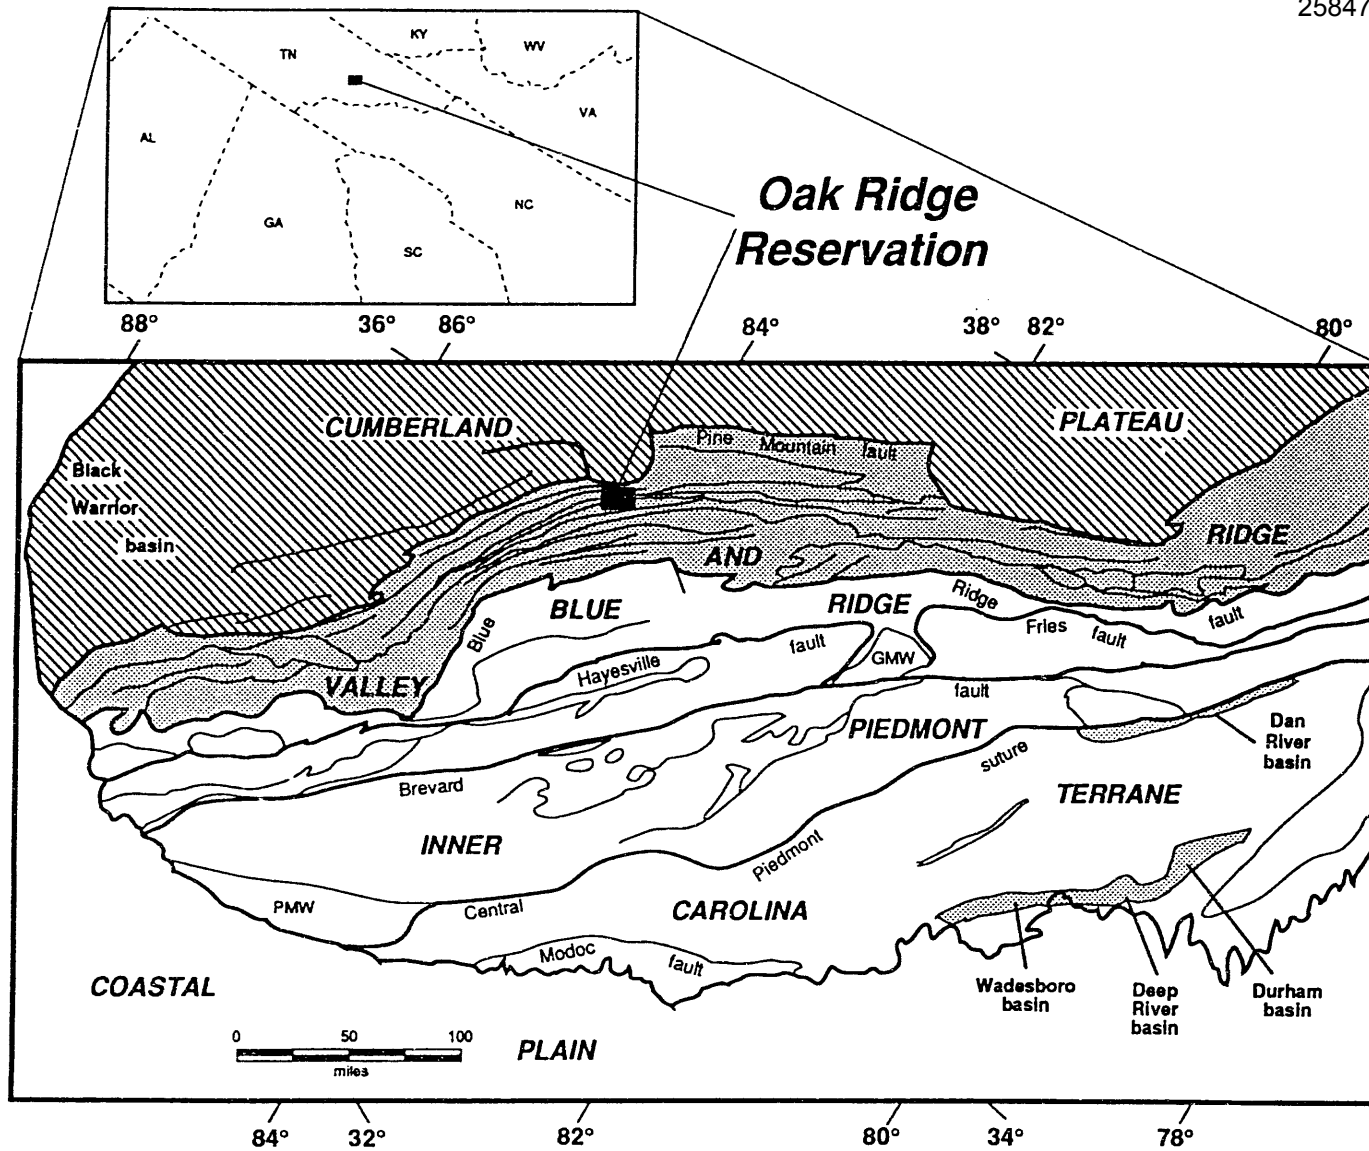 25847
KY
WV
TN
VA
AL
NC
GA
SC
Oak Ridge
Reservation
88°
36°
86°
84°
38°
82°
80°
CUMBERLAND
PLATEAU
Pine Mountain fault
Black
Warrior
basin
RIDGE
AND
VALLEY
BLUE
RIDGE
Blue
Ridge
fault
Fries
fault
Hayesville
fault
GMW
fault
PIEDMONT
Dan
River
basin
suture
Brevard
TERRANE
INNER
Piedmont
PMW
Central
CAROLINA
Modoc
fault
COASTAL
Wadesboro
basin
Deep
River
basin
Durham
basin
0
50
100
miles
PLAIN
84°
32°
82°
80°
34°
78°